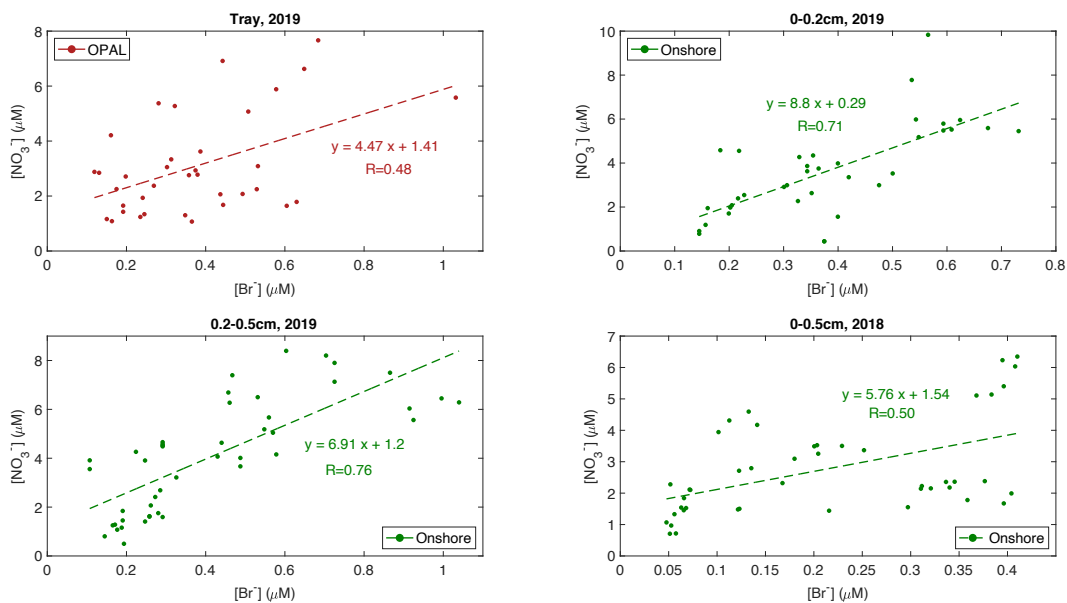 Tray, 2019
OPAL
y = 4.47 x + 1.41
R=0.48
[NO₃⁻] (μM)
8
6
4
2
0
0 0.2 0.4 0.6 0.8 1
[Br⁻] (μM)
0-0.2cm, 2019
Onshore
y = 8.8 x + 0.29
R=0.71
[NO₃⁻] (μM)
10
8
6
4
2
0
0 0.1 0.2 0.3 0.4 0.5 0.6 0.7 0.8
[Br⁻] (μM)
0.2-0.5cm, 2019
y = 6.91 x + 1.2
R=0.76
Onshore
[NO₃⁻] (μM)
8
6
4
2
0
0 0.2 0.4 0.6 0.8 1
[Br⁻] (μM)
0-0.5cm, 2018
y = 5.76 x + 1.54
R=0.50
Onshore
[NO₃⁻] (μM)
7
6
5
4
3
2
1
0
0 0.05 0.1 0.15 0.2 0.25 0.3 0.35 0.4
[Br⁻] (μM)